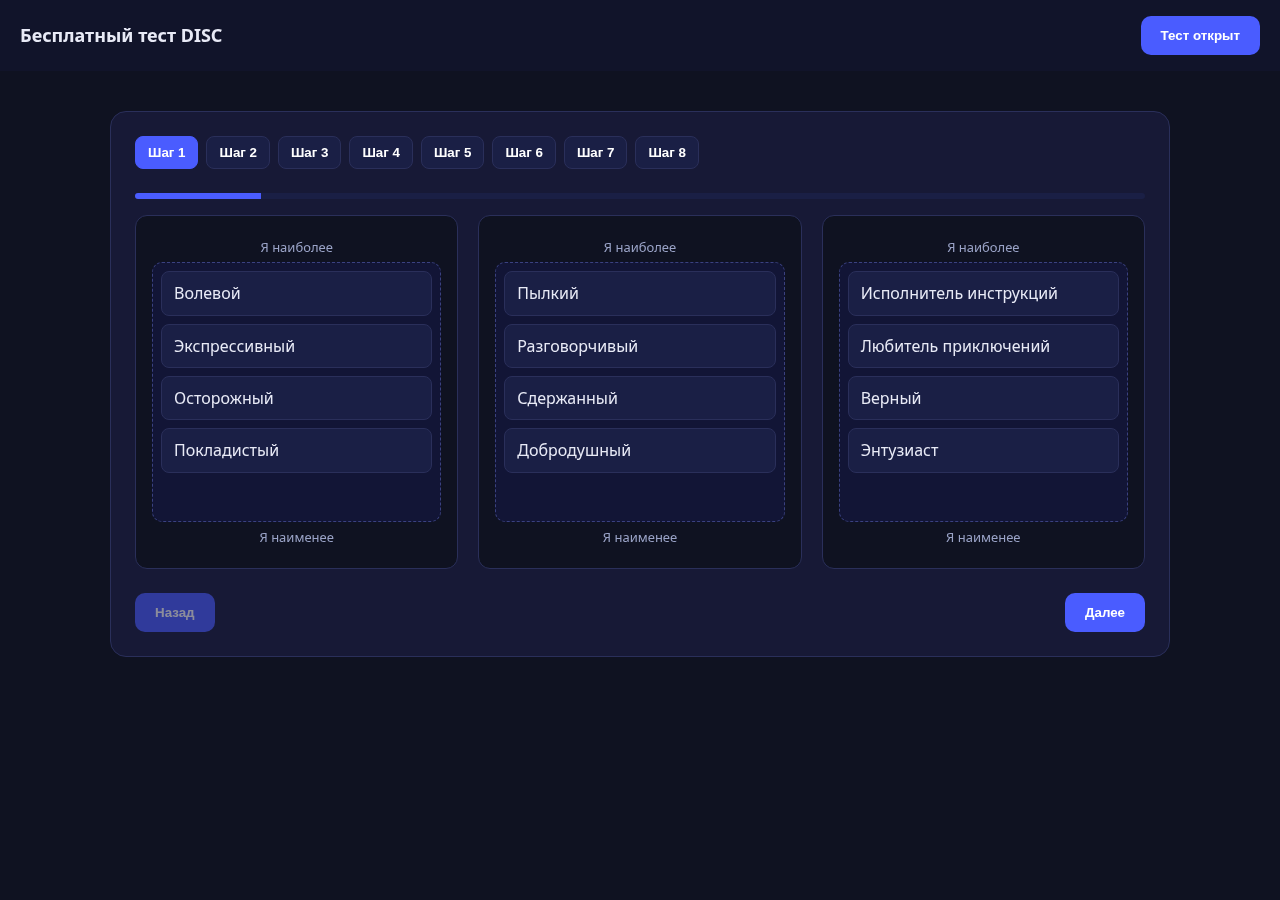 Бесплатный тест DISC
Тест открыт
Шаг 1
Шаг 2
Шаг 3
Шаг 4
Шаг 5
Шаг 6
Шаг 7
Шаг 8
Я наиболее
Волевой
Экспрессивный
Осторожный
Покладистый
Я наименее
Я наиболее
Пылкий
Разговорчивый
Сдержанный
Добродушный
Я наименее
Я наиболее
Исполнитель инструкций
Любитель приключений
Верный
Энтузиаст
Я наименее
Назад
Далее